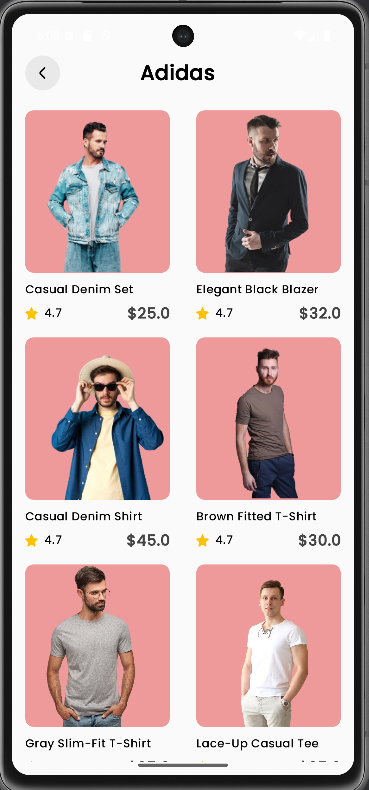 Adidas
Casual Denim Set
Elegant Black Blazer
4.7 $25.0
4.7 $32.0
Casual Denim Shirt
Brown Fitted T-Shirt
4.7 $45.0
4.7 $30.0
Gray Slim-Fit T-Shirt
Lace-Up Casual Tee